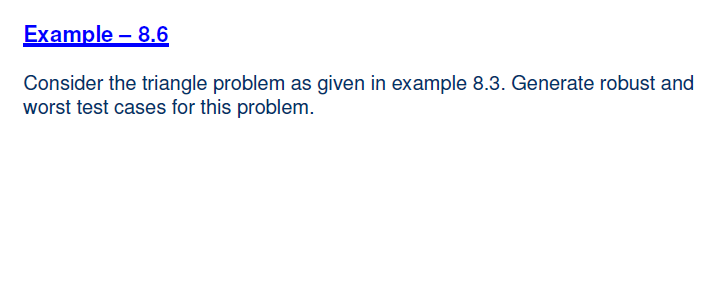 Example – 8.6
Consider the triangle problem as given in example 8.3. Generate robust and
worst test cases for this problem.